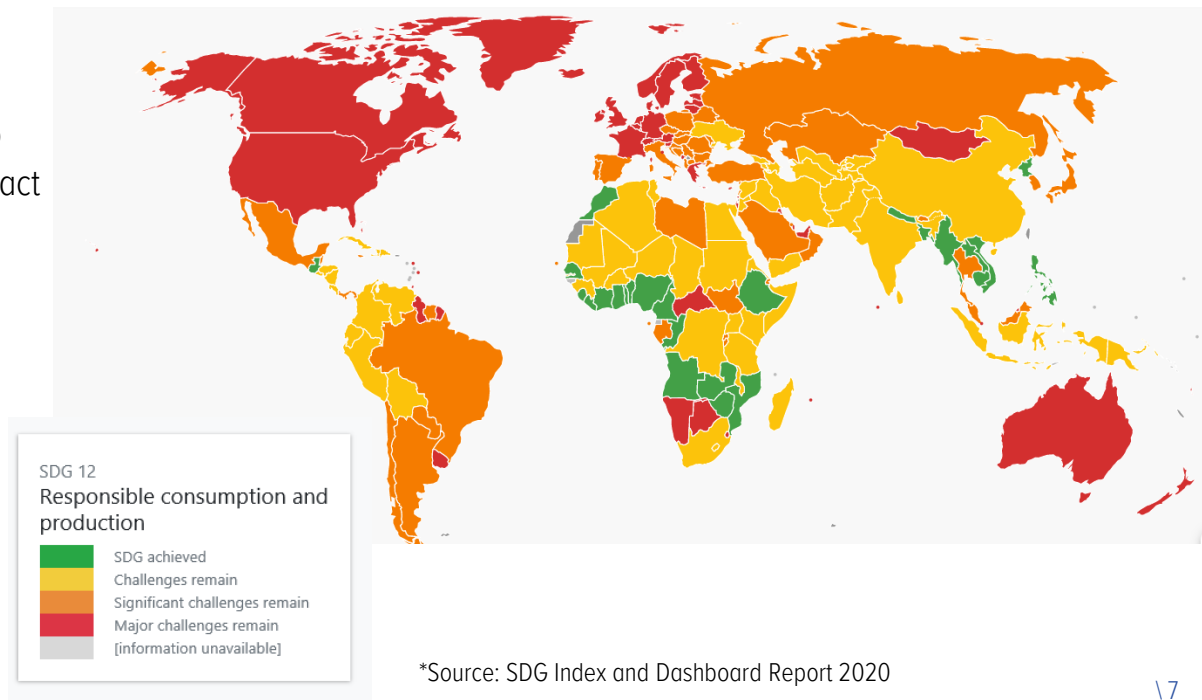 act
SDG 12
Responsible consumption and
production
SDG achieved
Challenges remain
Significant challenges remain
Major challenges remain
[information unavailable]
*Source: SDG Index and Dashboard Report 2020
\7